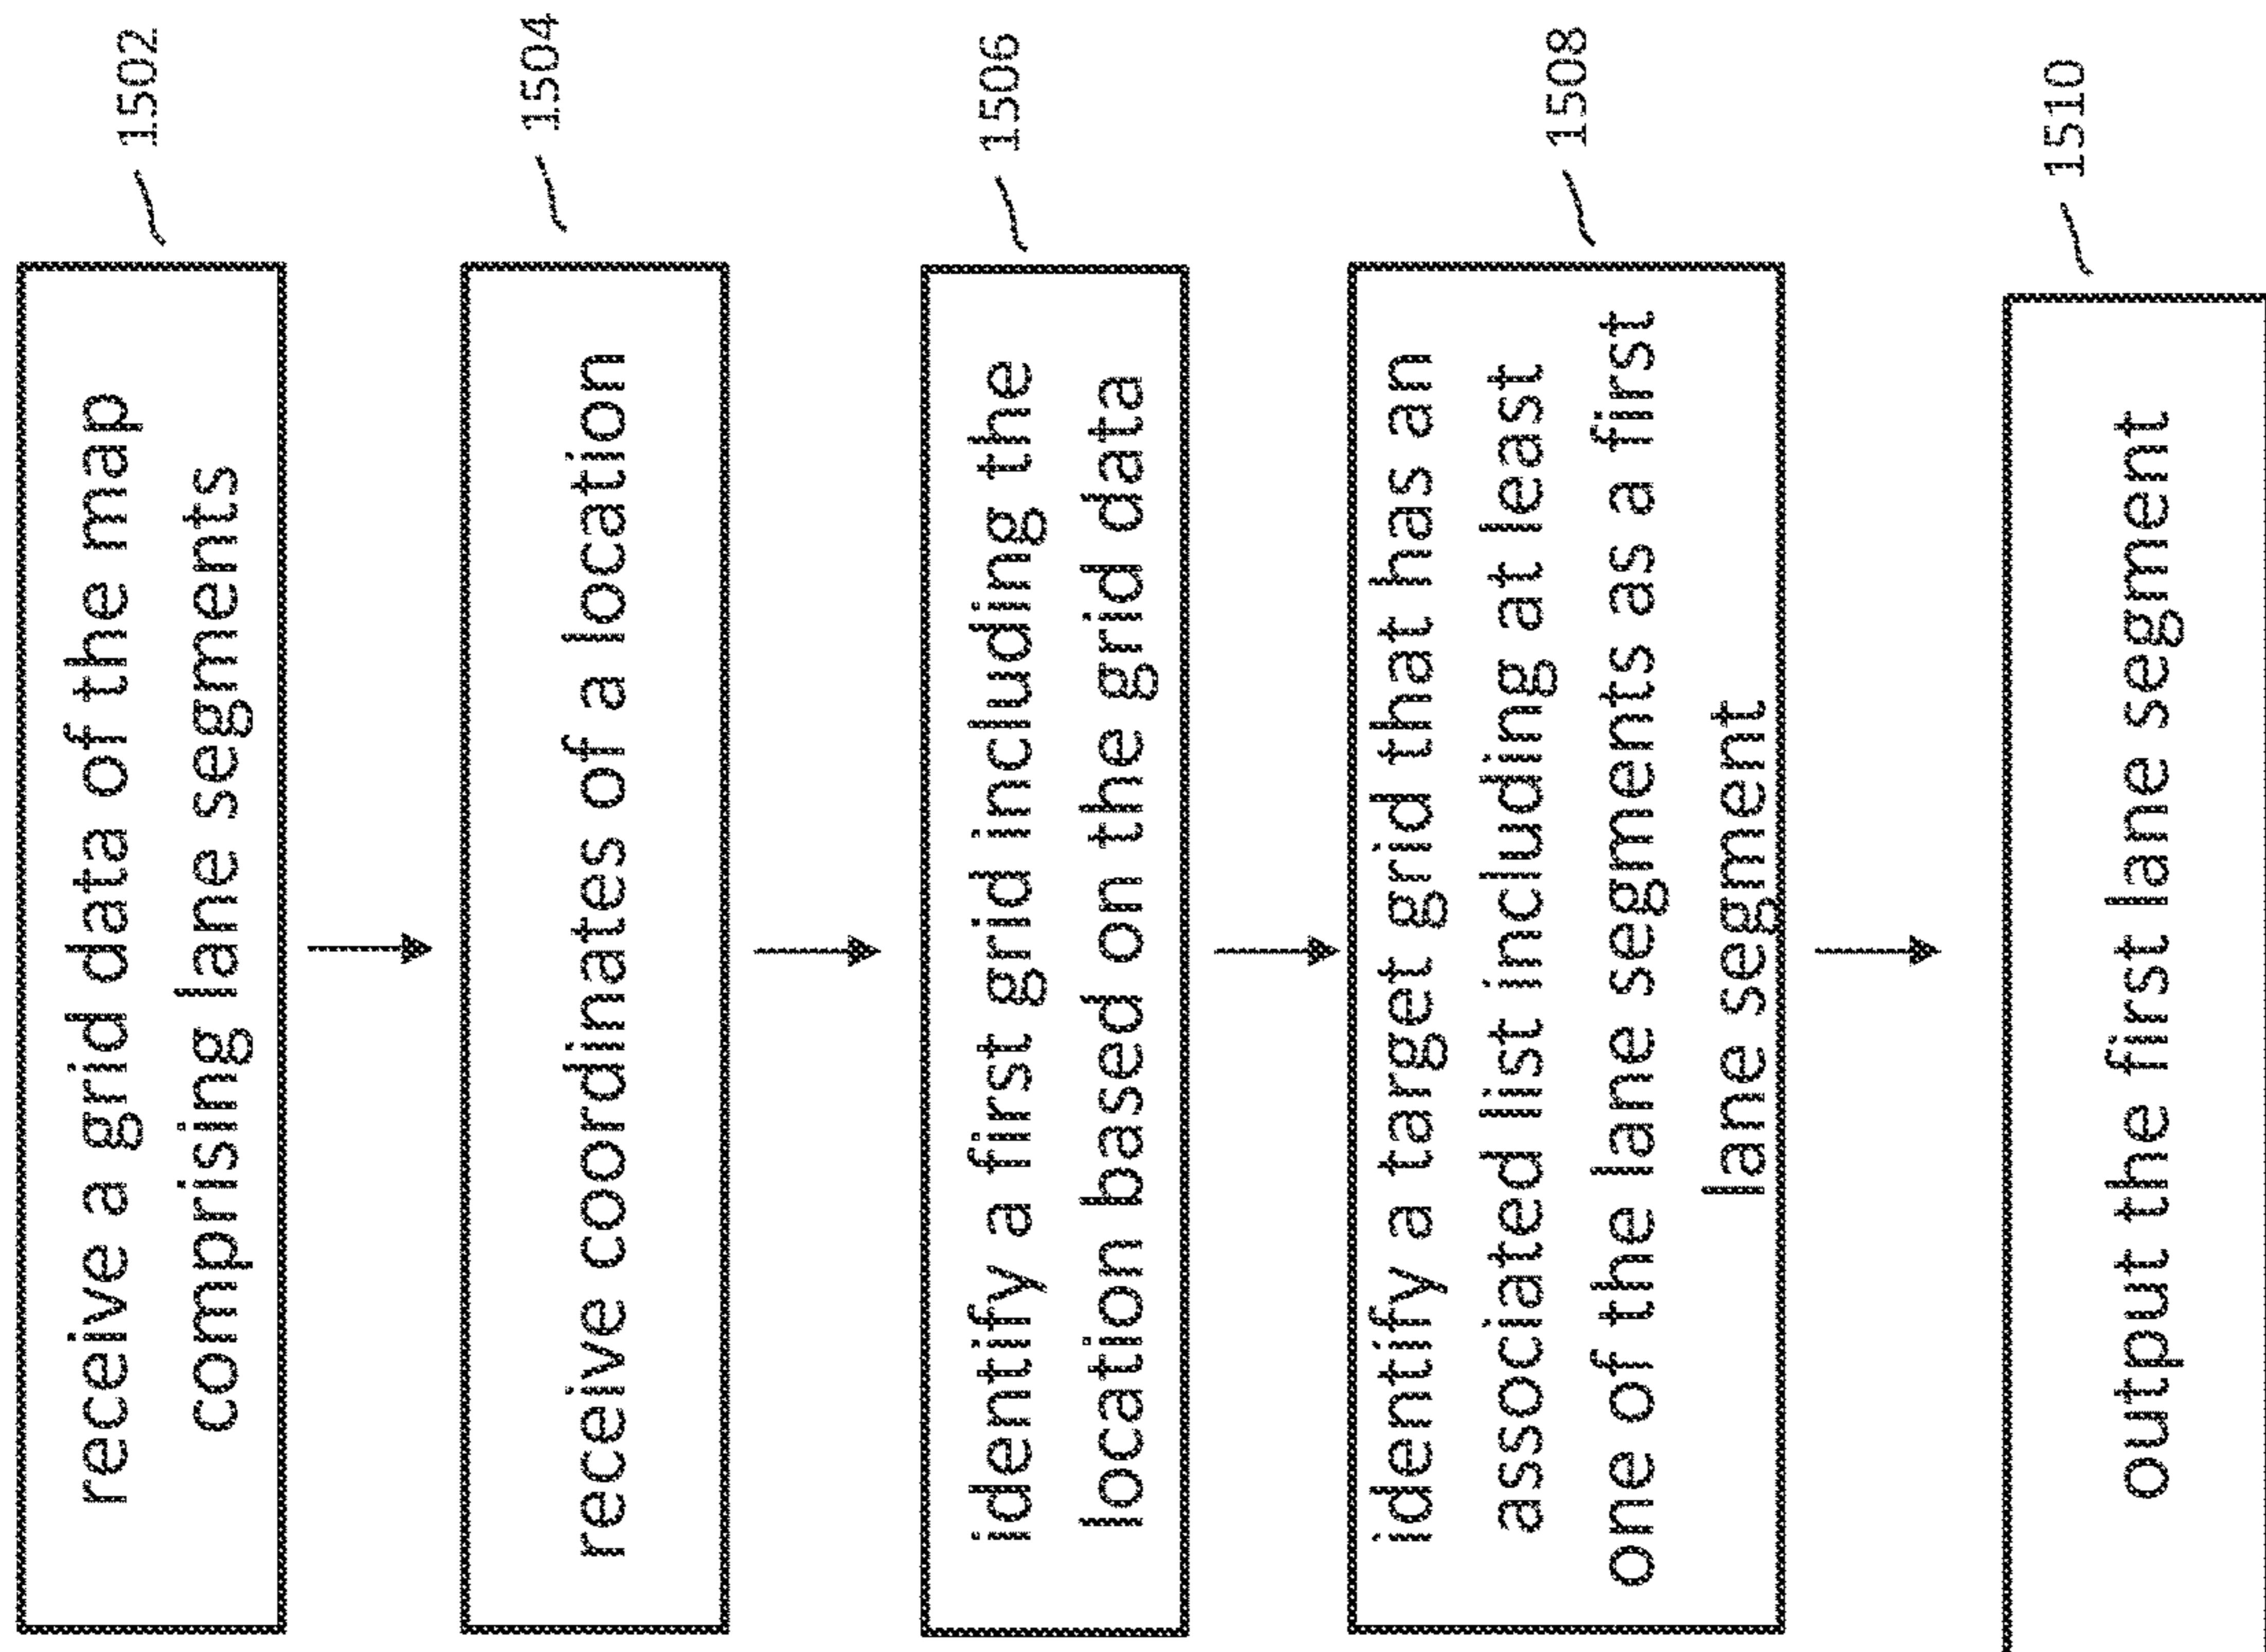 receive a grid data of the map
comprising lane segments
1502
receive coordinates of a location
1504
identify a first grid including the
location based on the grid data
1506
identify a target grid that has an
associated list including at least
one of the lane segments as a first
lane segment
1508
output the first lane segment
1510